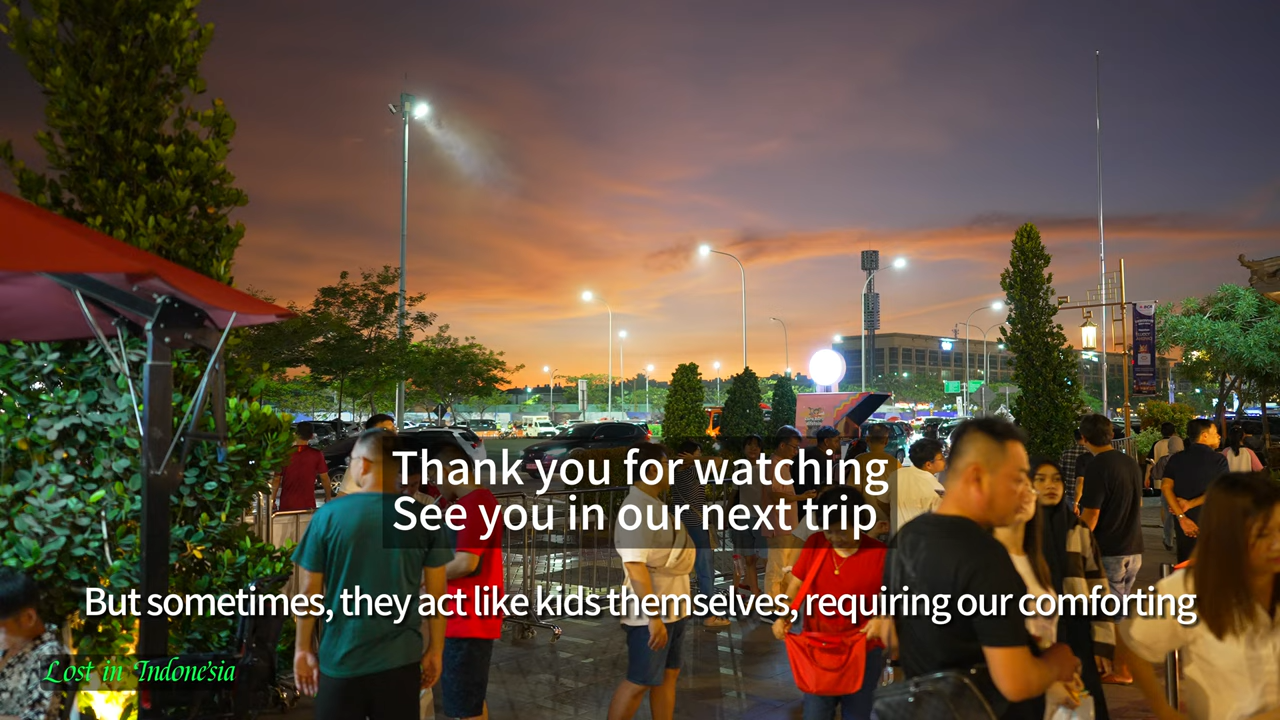 Thank you for watching
See you in our next trip
But sometimes, they act like kids themselves, requiring our comforting
Lost in Indonesia